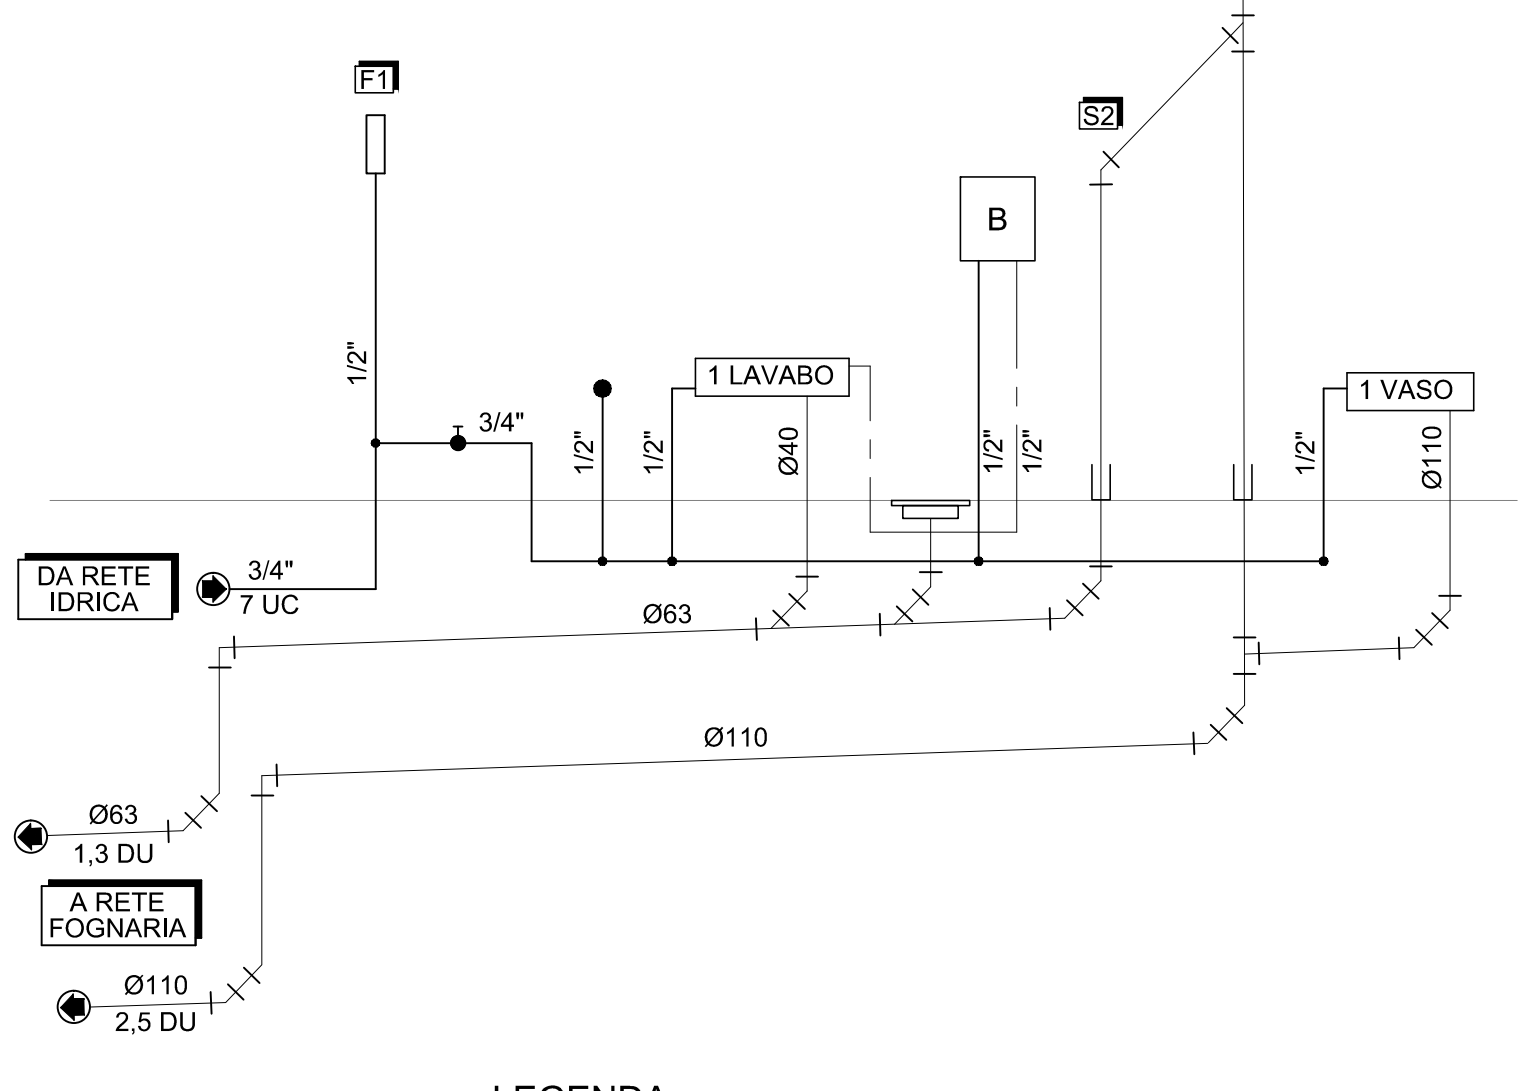 F1
S2
B
1/2"
1 LAVABO
1 VASO
3/4"
1/2"
1/2"
Ø40
1/2"
1/2"
1/2"
Ø110
DA RETE
IDRICA
3/4"
7 UC
Ø63
Ø110
Ø63
1,3 DU
A RETE
FOGNARIA
Ø110
2,5 DU
LEGENDA